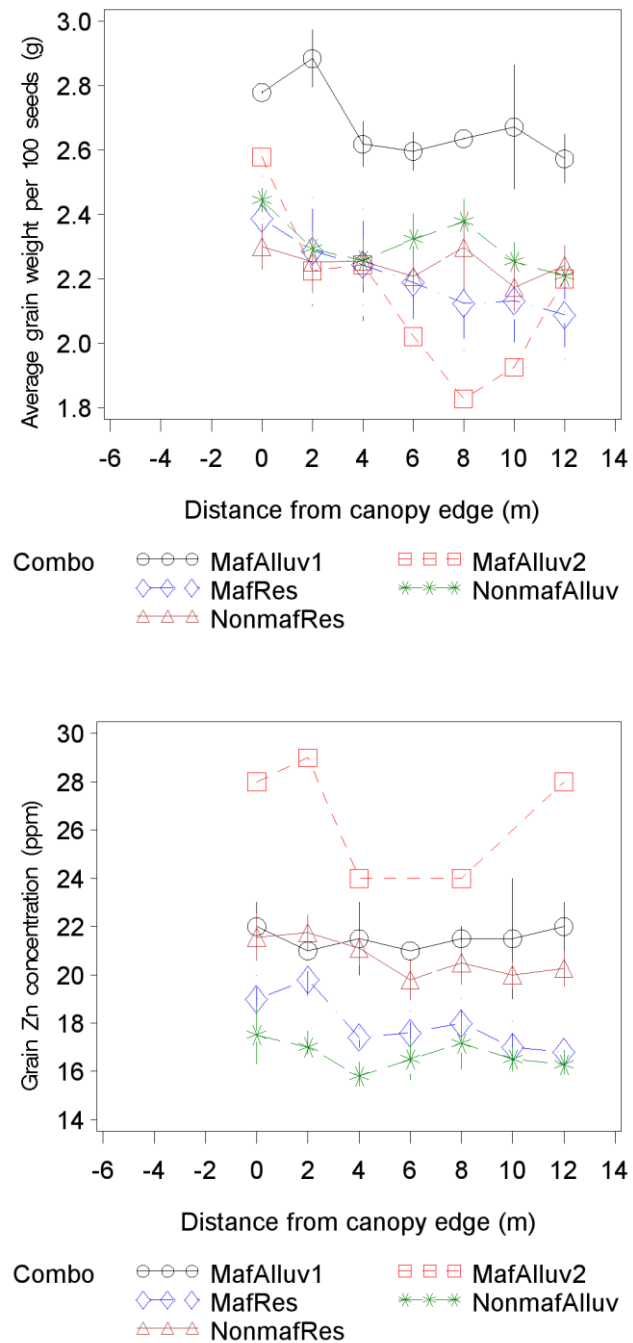 Average grain weight per 100 seeds (g)
3.0
2.8
2.6
2.4
2.2
2.0
1.8
-6 -4 -2 0 2 4 6 8 10 12 14
Distance from canopy edge (m)
Combo MafAlluv1 MafAlluv2
MafRes NonmafAlluv
NonmafRes
Grain Zn concentration (ppm)
30
28
26
24
22
20
18
16
14
-6 -4 -2 0 2 4 6 8 10 12 14
Distance from canopy edge (m)
Combo MafAlluv1 MafAlluv2
MafRes NonmafAlluv
NonmafRes